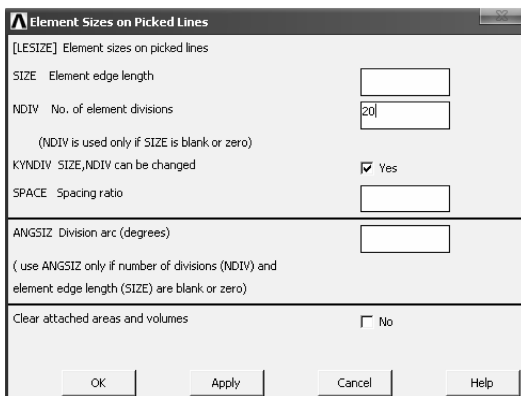 Element Sizes on Picked Lines
[LESIZE] Element sizes on picked lines
SIZE Element edge length
NDIV No. of element divisions 20
(NDIV is used only if SIZE is blank or zero)
KYNDIV SIZE,NDIV can be changed Yes
SPACE Spacing ratio
ANGSIZ Division arc (degrees)
( use ANGSIZ only if number of divisions (NDIV) and
element edge length (SIZE) are blank or zero)
Clear attached areas and volumes No
OK Apply Cancel Help